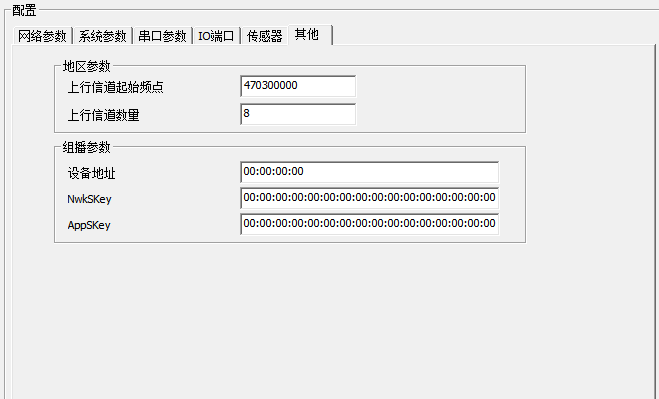 配置
网络参数 系统参数 串口参数 IO端口 传感器 其他
地区参数
上行信道起始频点 470300000
上行信道数量 8
组播参数
设备地址 00:00:00:00
NwkSKey 00:00:00:00:00:00:00:00:00:00:00:00:00:00:00:00
AppSKey 00:00:00:00:00:00:00:00:00:00:00:00:00:00:00:00